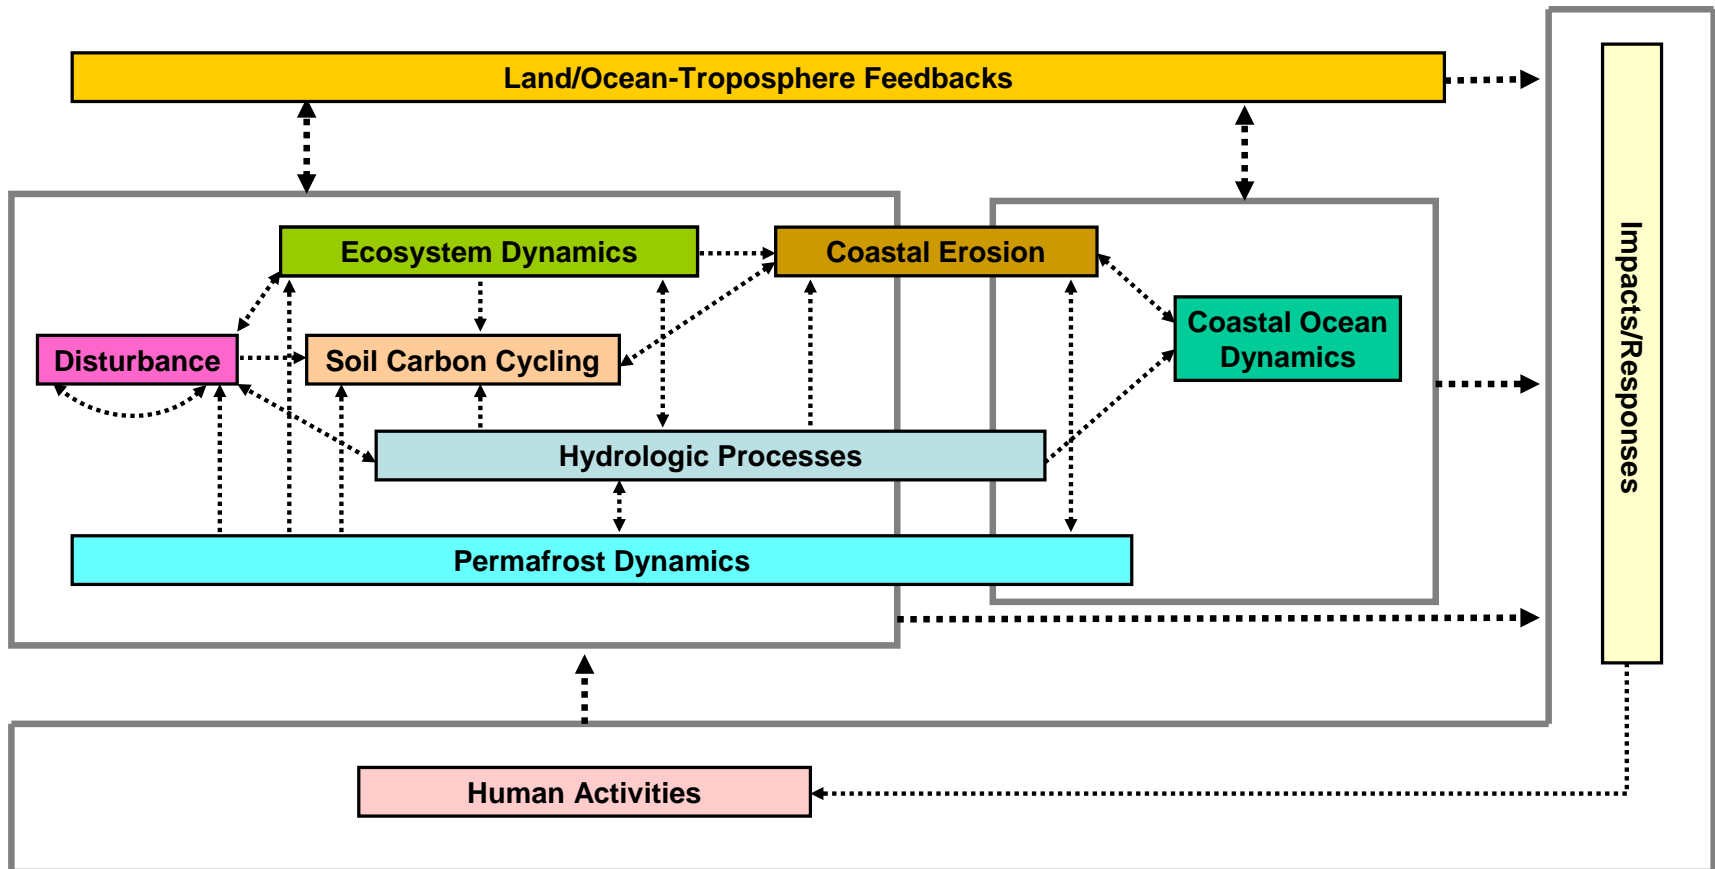 Land/Ocean-Troposphere Feedbacks
Ecosystem Dynamics
Coastal Erosion
Coastal Ocean
Dynamics
Disturbance
Soil Carbon Cycling
Hydrologic Processes
Permafrost Dynamics
Impacts/Responses
Human Activities